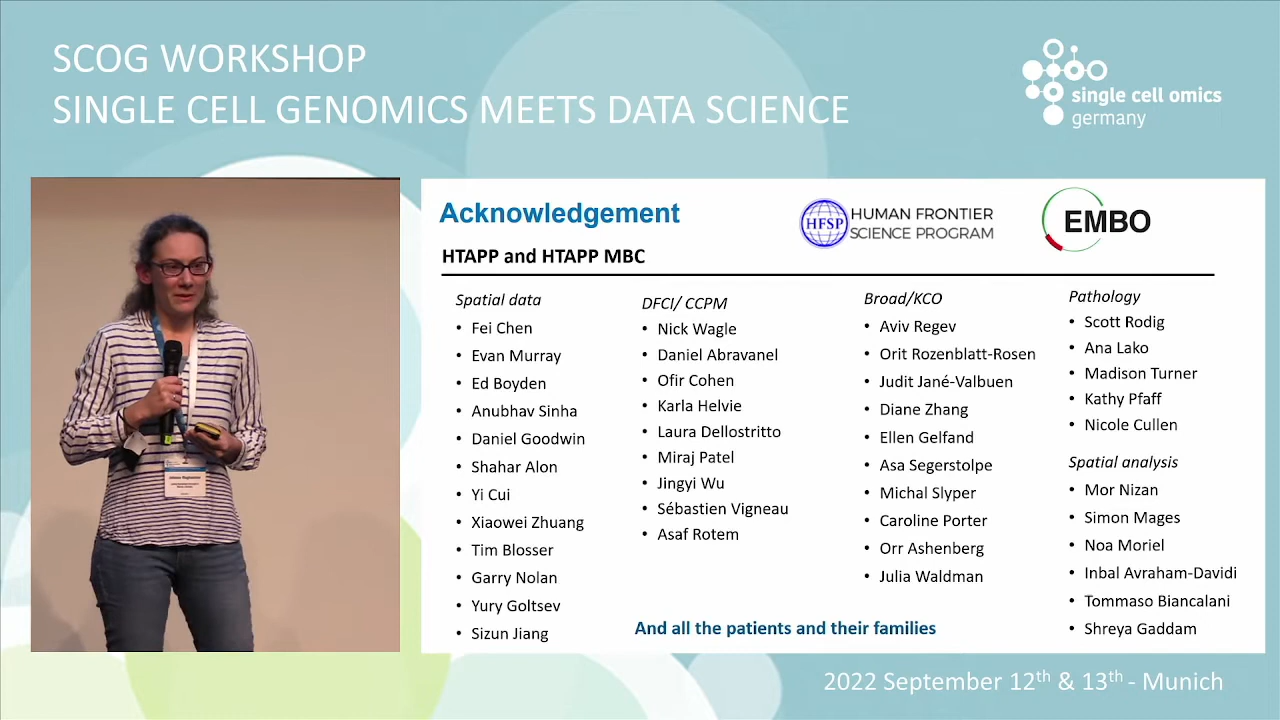 SCOG WORKSHOP
SINGLE CELL GENOMICS MEETS DATA SCIENCE
single cell omics
germany
Acknowledgement
HFSP
HUMAN FRONTIER
SCIENCE PROGRAM
EMBO
HTAPP and HTAPP MBC
Spatial data
• Fei Chen
• Evan Murray
• Ed Boyden
• Anubhav Sinha
• Daniel Goodwin
• Shahar Alon
• Yi Cui
• Xiaowei Zhuang
• Tim Blosser
• Garry Nolan
• Yury Goltsev
• Sizun Jiang
DFCI/ CCPM
• Nick Wagle
• Daniel Abravanel
• Ofir Cohen
• Karla Helvie
• Laura Dellostritto
• Miraj Patel
• Jingyi Wu
• Sébastien Vigneau
• Asaf Rotem
Broad/KCO
• Aviv Regev
• Orit Rozenblatt-Rosen
• Judit Jané-Valbuen
• Diane Zhang
• Ellen Gelfand
• Asa Segerstolpe
• Michal Slyper
• Caroline Porter
• Orr Ashenberg
• Julia Waldman
Pathology
• Scott Rodig
• Ana Lako
• Madison Turner
• Kathy Pfaff
• Nicole Cullen
Spatial analysis
• Mor Nizan
• Simon Mages
• Noa Moriel
• Inbal Avraham-Davidi
• Tommaso Biancalani
• Shreya Gaddam
And all the patients and their families
2022 September 12th & 13th - Munich